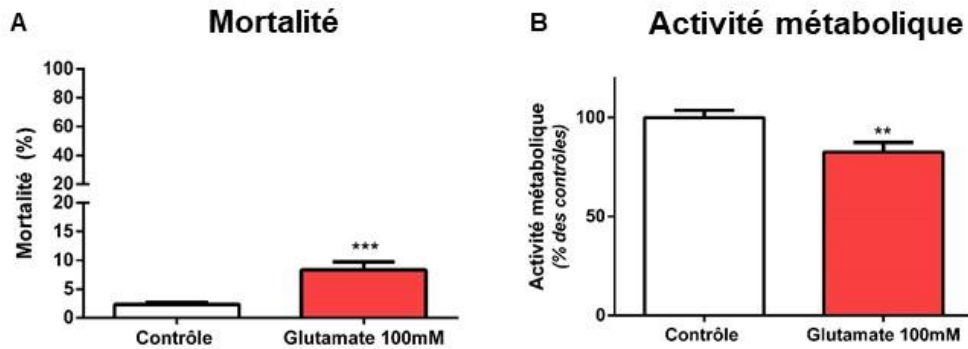 A
Mortalité
Mortalité (%)
100
80
60
40
20
20
15
10
5
0
***
Contrôle
Glutamate 100mM
B
Activité métabolique
Activité métabolique
(% des contrôles)
100
50
0
**
Contrôle
Glutamate 100mM